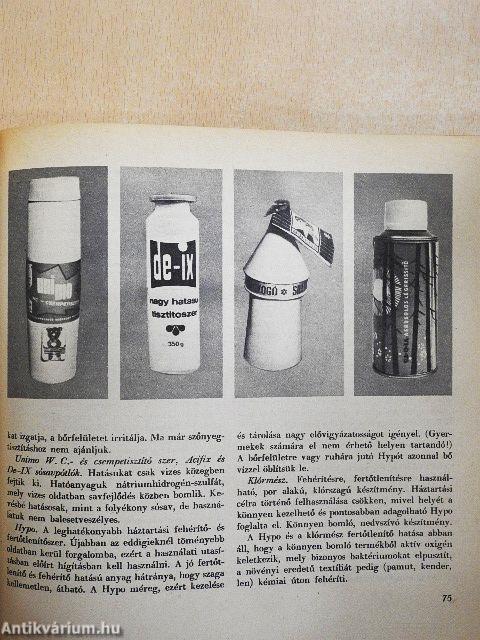 CSEMPETISZTÍTÓ
de-ix
nagy hatasu
tisztitoszer
350g
kat izgatja, a bőrfelületet irritálja. Ma már szőnyeg-
tisztításhoz nem ajánljuk.
Unimo W. C.- és csempetisztító szer, Acifix és
De-IX sósavpótlók. Hatásukat csak vizes közegben
fejtik ki. Hatóanyaguk nátriumhidrogén-szulfát,
mely vizes oldatban savfejlődés közben bomlik. Ke-
vésbé hatásosak, mint a folyékony sósav, de haszná-
latuk nem balesetveszélyes.
Hypo. A leghatékonyabb háztartási fehérítő- és
fertőtlenítőszer. Újabban az eddigieknél töményebb
oldatban kerül forgalomba, ezért a használati utasí-
tásban előírt hígításban kell használni. A jó fertőt-
lenítő és fehérítő hatású anyag hátránya, hogy szaga
kellemetlen, átható. A Hypo méreg, ezért kezelése
és tárolása nagy elővigyázatosságot igényel. (Gyer-
mekek számára el nem érhető helyen tartandó!)
A bőrfelületre vagy ruhára jutó Hypót azonnal bő
vízzel öblítsük le.
Klórmész. Fehérítésre, fertőtlenítésre használ-
ható, por alakú, klórszagú készítmény. Háztartási
célra történő felhasználása csökken, mivel helyét a
könnyen kezelhető és pontosabban adagolható Hypo
foglalta el. Könnyen bomló, nedvszívó készítmény.
A Hypo és a klórmész fertőtlenítő hatása abban
áll, hogy a könnyen bomló termékből aktív oxigén
keletkezik, mely bizonyos baktériumokat elpusztít,
a növényi eredetű textíliát pedig (pamut, kender,
len) kémiai úton fehéríti.
75
Antikvárium.hu